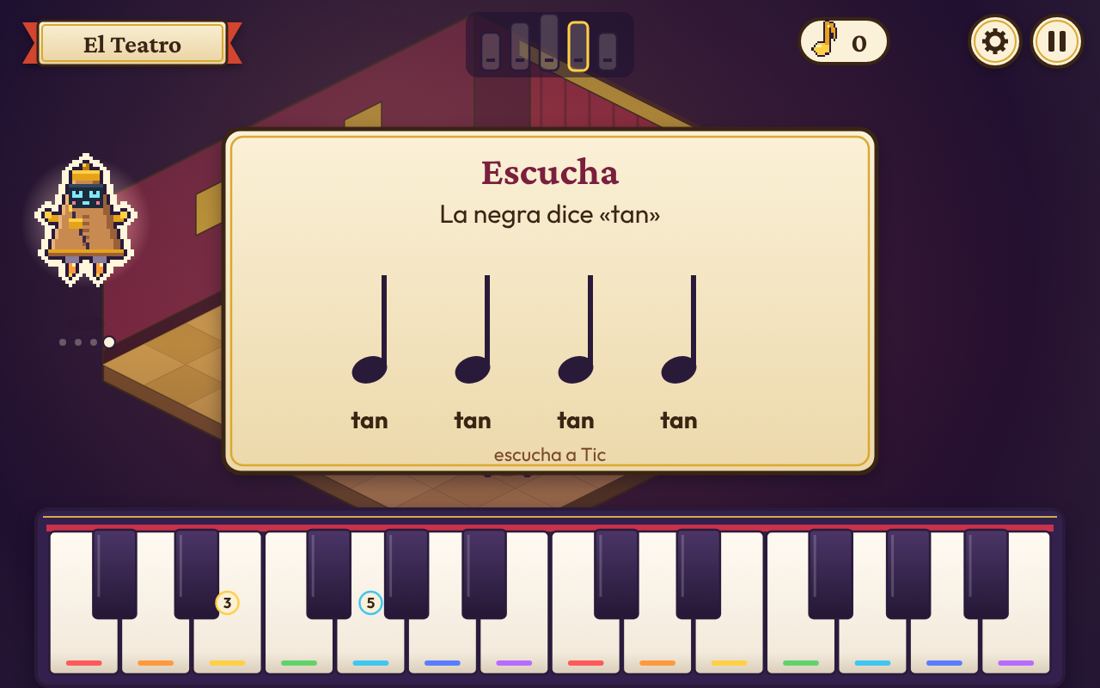 El Teatro
0
Escucha
La negra dice «tan»
tan tan tan tan
escucha a Tic
3 5